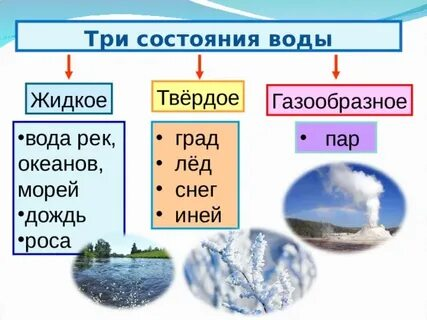 Три состояния воды
Жидкое
Твёрдое
Газообразное
•вода рек,
океанов,
морей
•дождь
•роса
• град
• лёд
• снег
• иней
• пар